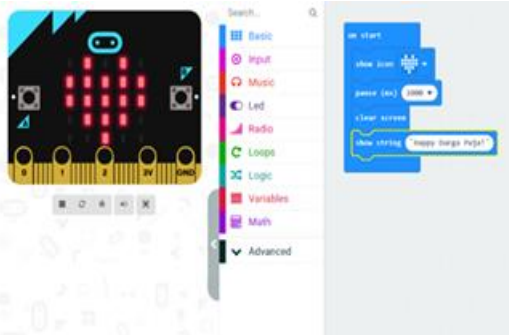 Search...
Basic
Input
Music
Led
Radio
Loops
Logic
Variables
Math
Advanced
on start
show icon
pause (ms) 1000
clear screen
show string "Happy Durga Puja!"
0 1 2 3V GND
B
A